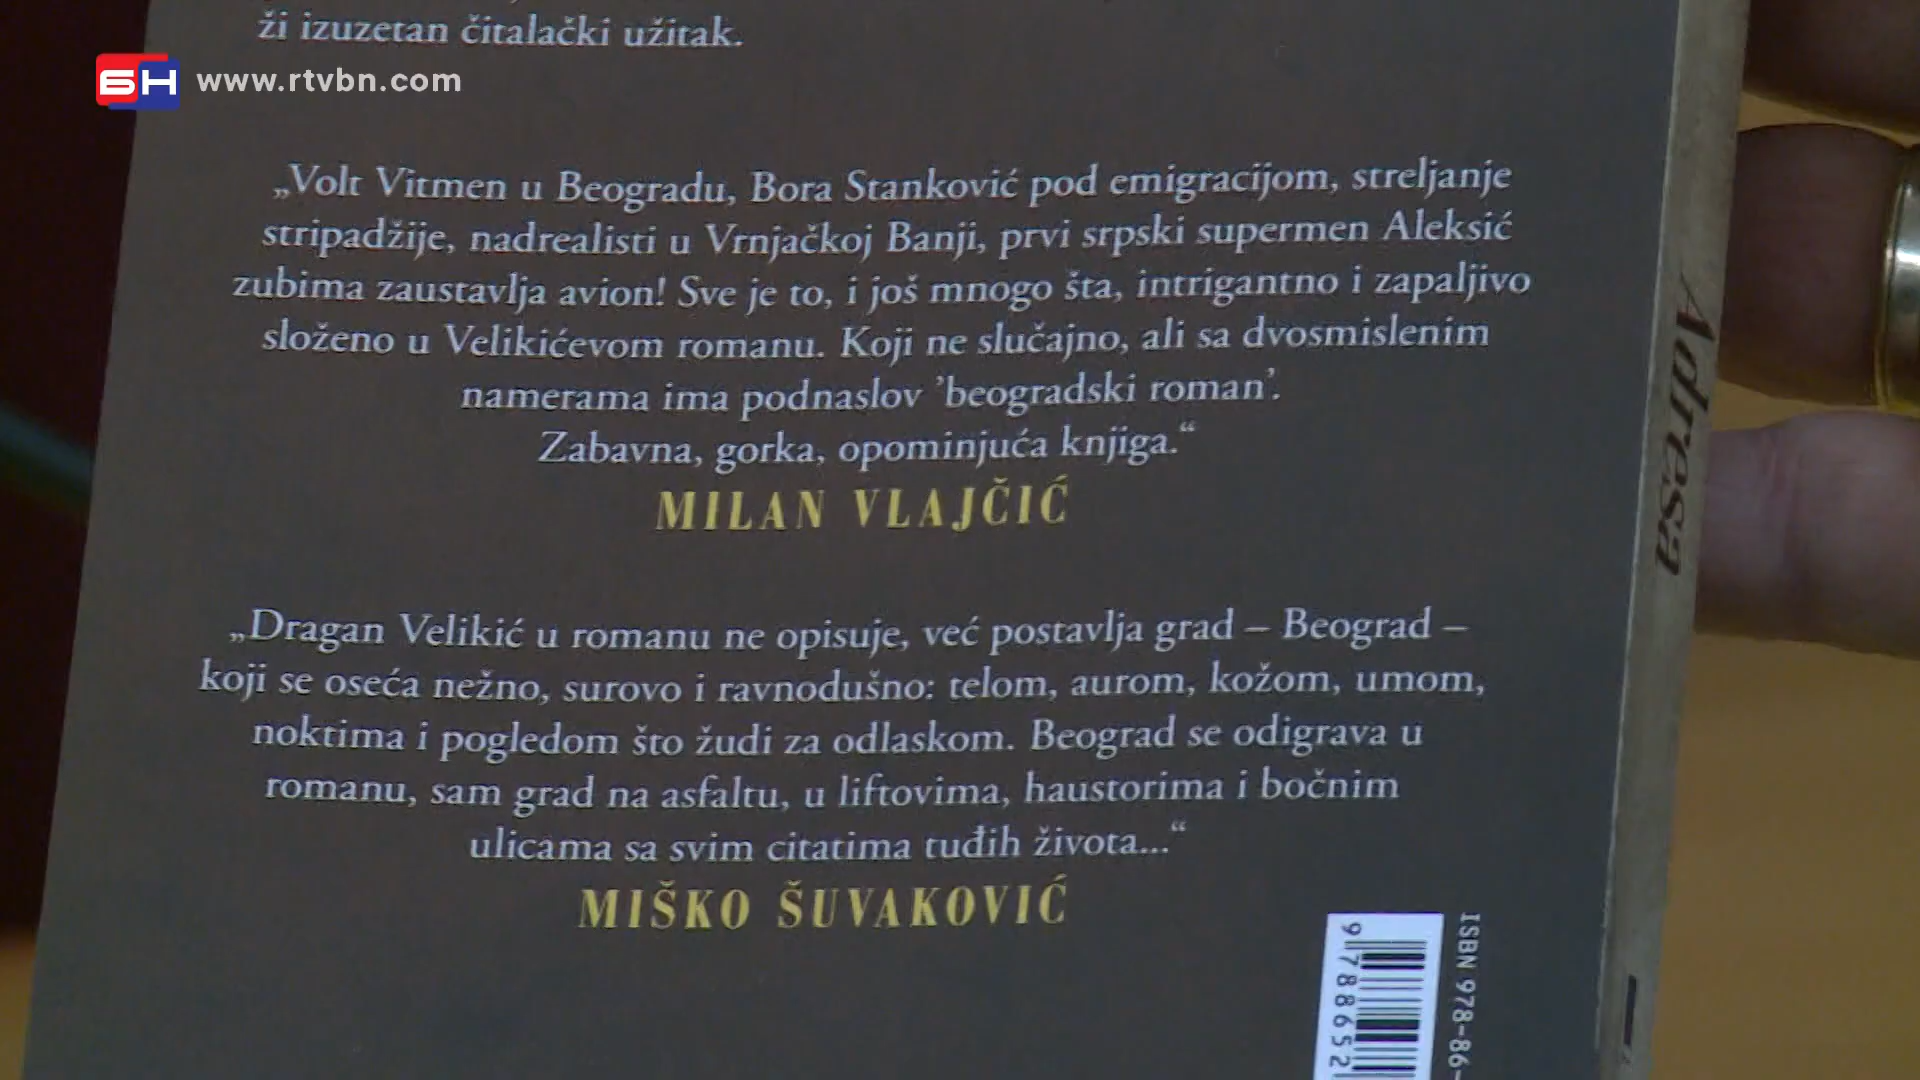 ži izuzetan čitalački užitak.
БН www.rtvbn.com
„Volt Vitmen u Beogradu, Bora Stanković pod emigracijom, streljanje
stripadžije, nadrealisti u Vrnjačkoj Banji, prvi srpski supermen Aleksić
zubima zaustavlja avion! Sve je to, i još mnogo šta, intrigantno i zapaljivo
složeno u Velikićevom romanu. Koji ne slučajno, ali sa dvosmislenim
namerama ima podnaslov ’beogradski roman’.
Zabavna, gorka, opominjuća knjiga.“
MILAN VLAJČIĆ
„Dragan Velikić u romanu ne opisuje, već postavlja grad – Beograd –
koji se oseća nežno, surovo i ravnodušno: telom, aurom, kožom, umom,
noktima i pogledom što žudi za odlaskom. Beograd se odigrava u
romanu, sam grad na asfaltu, u liftovima, haustorima i bočnim
ulicama sa svim citatima tuđih života...“
MIŠKO ŠUVAKOVIĆ
ISBN 978-86-
9788652
Adresa